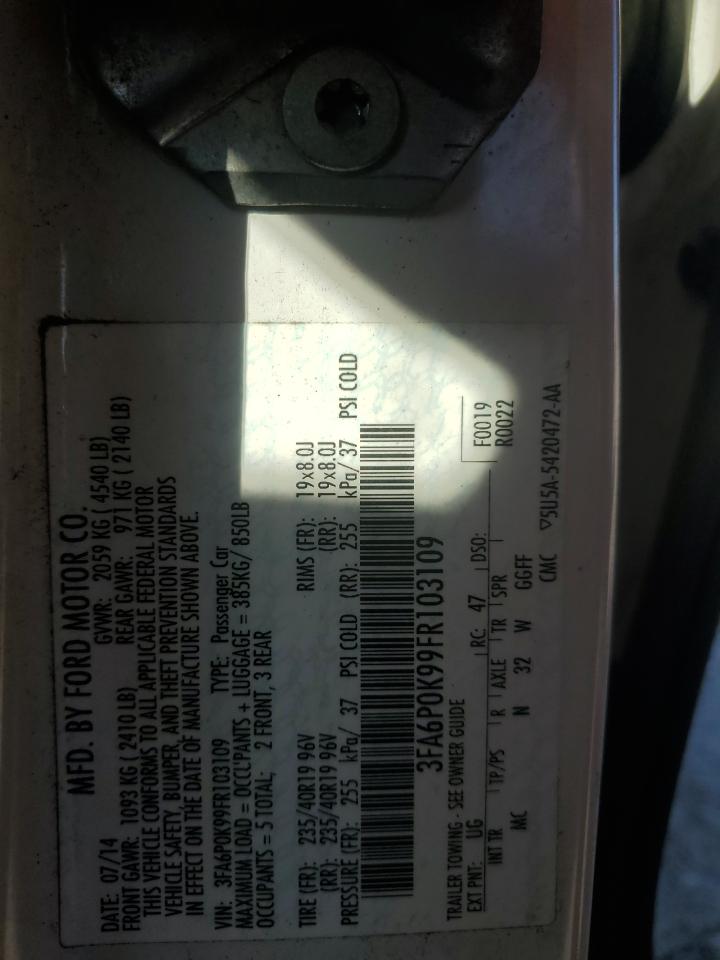 MFD. BY FORD MOTOR CO.
DATE: 07/14 GVWR: 2059 KG ( 4540 LB)
FRONT GAWR: 1093 KG ( 2410 LB) REAR GAWR: 971 KG ( 2140 LB)
THIS VEHICLE CONFORMS TO ALL APPLICABLE FEDERAL MOTOR
VEHICLE SAFETY, BUMPER, AND THEFT PREVENTION STANDARDS
IN EFFECT ON THE DATE OF MANUFACTURE SHOWN ABOVE.
VIN: 3FA6P0K99FR103109 TYPE: Passenger Car
MAXIMUM LOAD = OCCUPANTS + LUGGAGE = 385KG/ 850LB
OCCUPANTS = 5 TOTAL; 2 FRONT, 3 REAR
TIRE (FR): 235/40R19 96V RIMS (FR): 19x8.0J
(RR): 235/40R19 96V (RR): 19x8.0J
PRESSURE (FR): 255 kPa/ 37 PSI COLD (RR): 255 kPa/ 37 PSI COLD
3FA6P0K99FR103109
TRAILER TOWING - SEE OWNER GUIDE
F0019
R0022
EXT PNT: UG RC: 47 DSO:
INT TR TP/PS R AXLE TR SPR
MC N 32 W GGFF
CMC ▽5U5A-5420472-AA